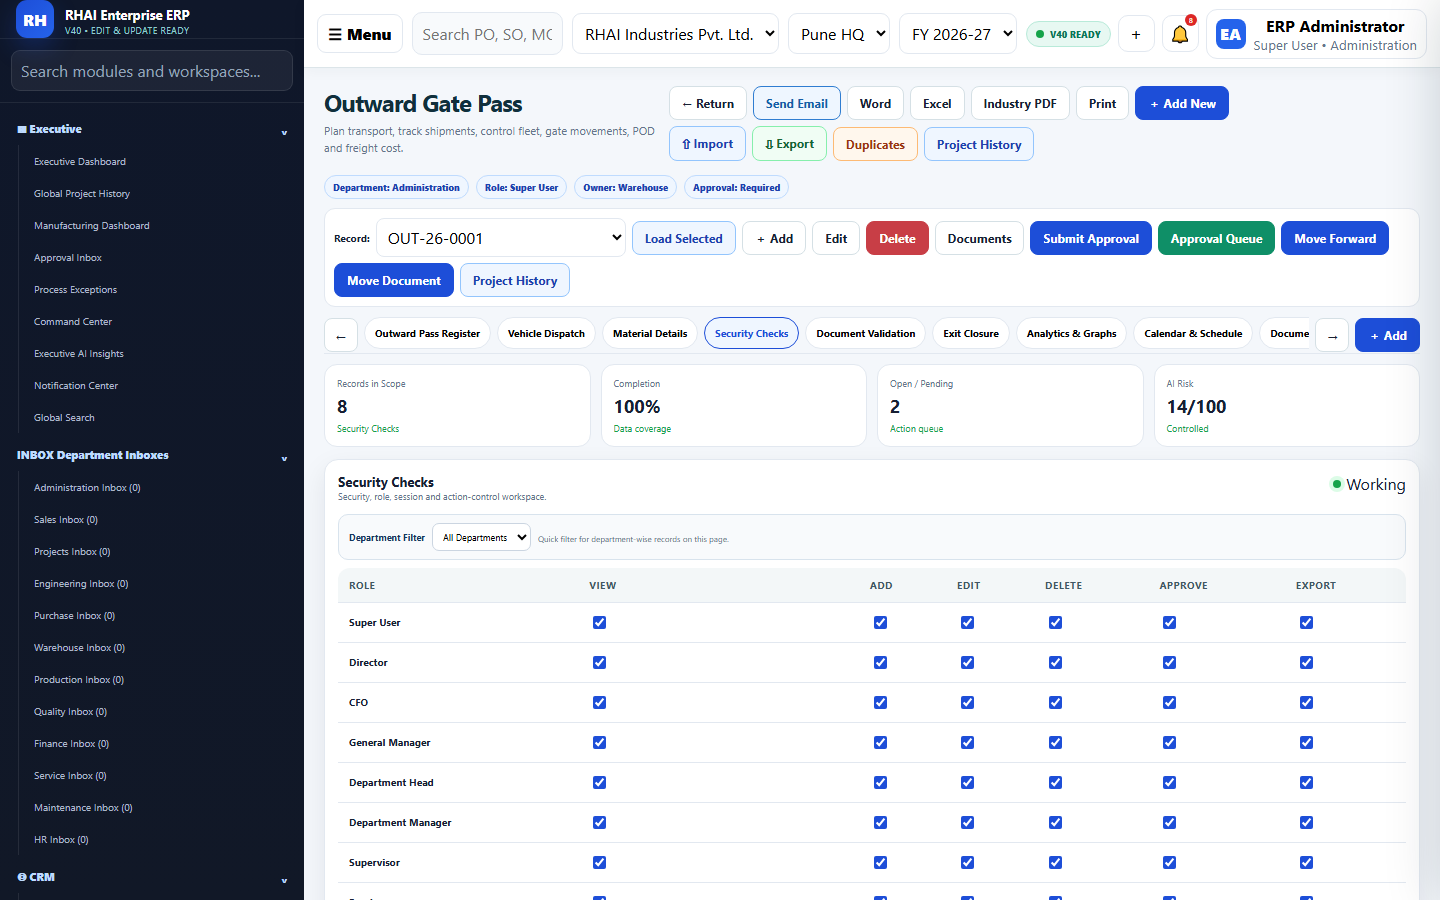 RH
RHAI Enterprise ERP
V40 • EDIT & UPDATE READY
Search modules and workspaces...
Executive
Executive Dashboard
Global Project History
Manufacturing Dashboard
Approval Inbox
Process Exceptions
Command Center
Executive AI Insights
Notification Center
Global Search
INBOX Department Inboxes
Administration Inbox (0)
Sales Inbox (0)
Projects Inbox (0)
Engineering Inbox (0)
Purchase Inbox (0)
Warehouse Inbox (0)
Production Inbox (0)
Quality Inbox (0)
Finance Inbox (0)
Service Inbox (0)
Maintenance Inbox (0)
HR Inbox (0)
CRM
☰ Menu
Search PO, SO, MO
RHAI Industries Pvt. Ltd.
Pune HQ
FY 2026-27
V40 READY
+
8
EA
ERP Administrator
Super User • Administration
Outward Gate Pass
Plan transport, track shipments, control fleet, gate movements, POD
and freight cost.
← Return
Send Email
Word
Excel
Industry PDF
Print
+ Add New
⇧ Import
⇩ Export
Duplicates
Project History
Department: Administration
Role: Super User
Owner: Warehouse
Approval: Required
Record:
OUT-26-0001
Load Selected
+ Add
Edit
Delete
Documents
Submit Approval
Approval Queue
Move Forward
Move Document
Project History
←
Outward Pass Register
Vehicle Dispatch
Material Details
Security Checks
Document Validation
Exit Closure
Analytics & Graphs
Calendar & Schedule
Docume
→
+ Add
Records in Scope
8
Security Checks
Completion
100%
Data coverage
Open / Pending
2
Action queue
AI Risk
14/100
Controlled
Security Checks
Security, role, session and action-control workspace.
Working
Department Filter
All Departments
Quick filter for department-wise records on this page.
ROLE VIEW ADD EDIT DELETE APPROVE EXPORT
Super User
Director
CFO
General Manager
Department Head
Department Manager
Supervisor